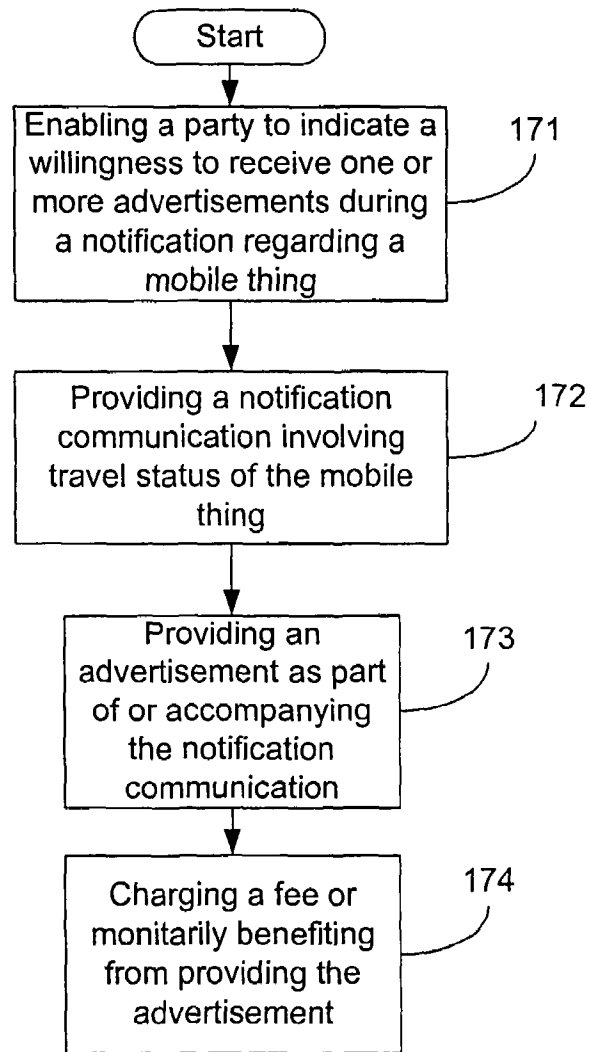 Start
Enabling a party to indicate a
willingness to receive one or
more advertisements during
a notification regarding a
mobile thing
171
Providing a notification
communication involving
travel status of the mobile
thing
172
Providing an
advertisement as part
of or accompanying
the notification
communication
173
Charging a fee or
monitarily benefiting
from providing the
advertisement
174